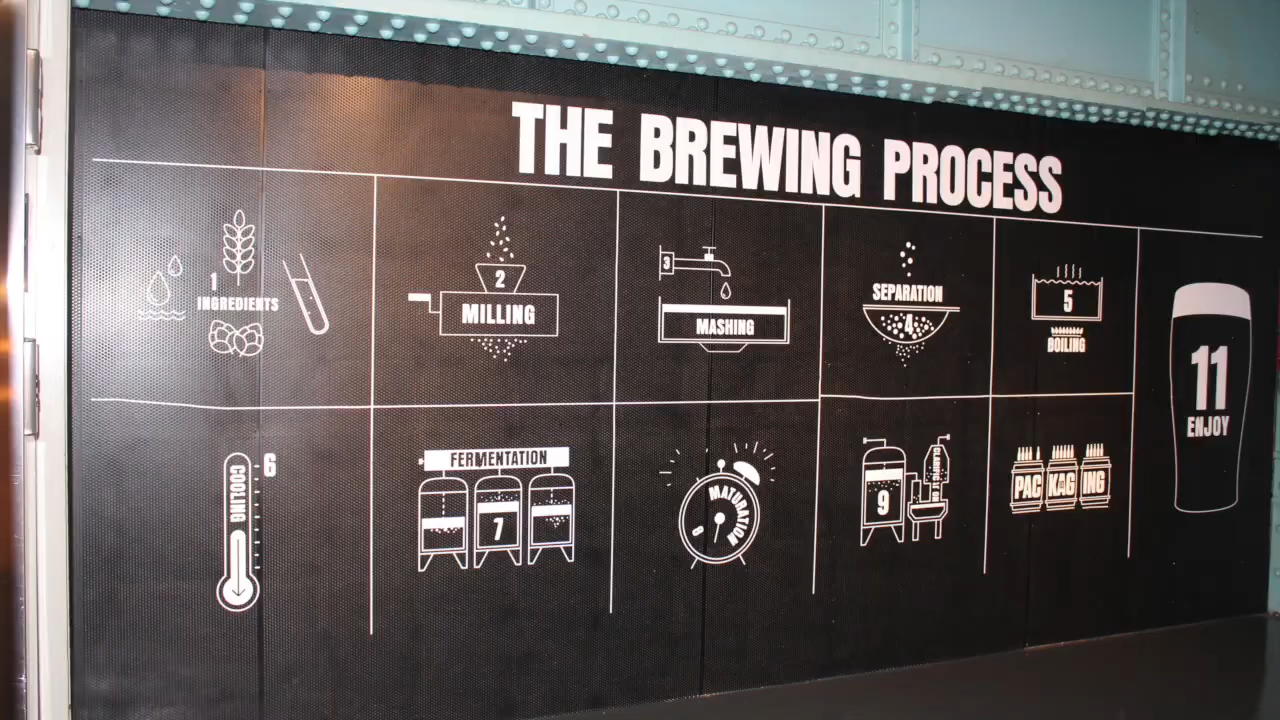 THE BREWING PROCESS
1
INGREDIENTS
2
MILLING
3
MASHING
SEPARATION
4
5
BOILING
COOLING
6
FERMENTATION
7
MATURATION
8
9
PAC KAG ING
11
ENJOY